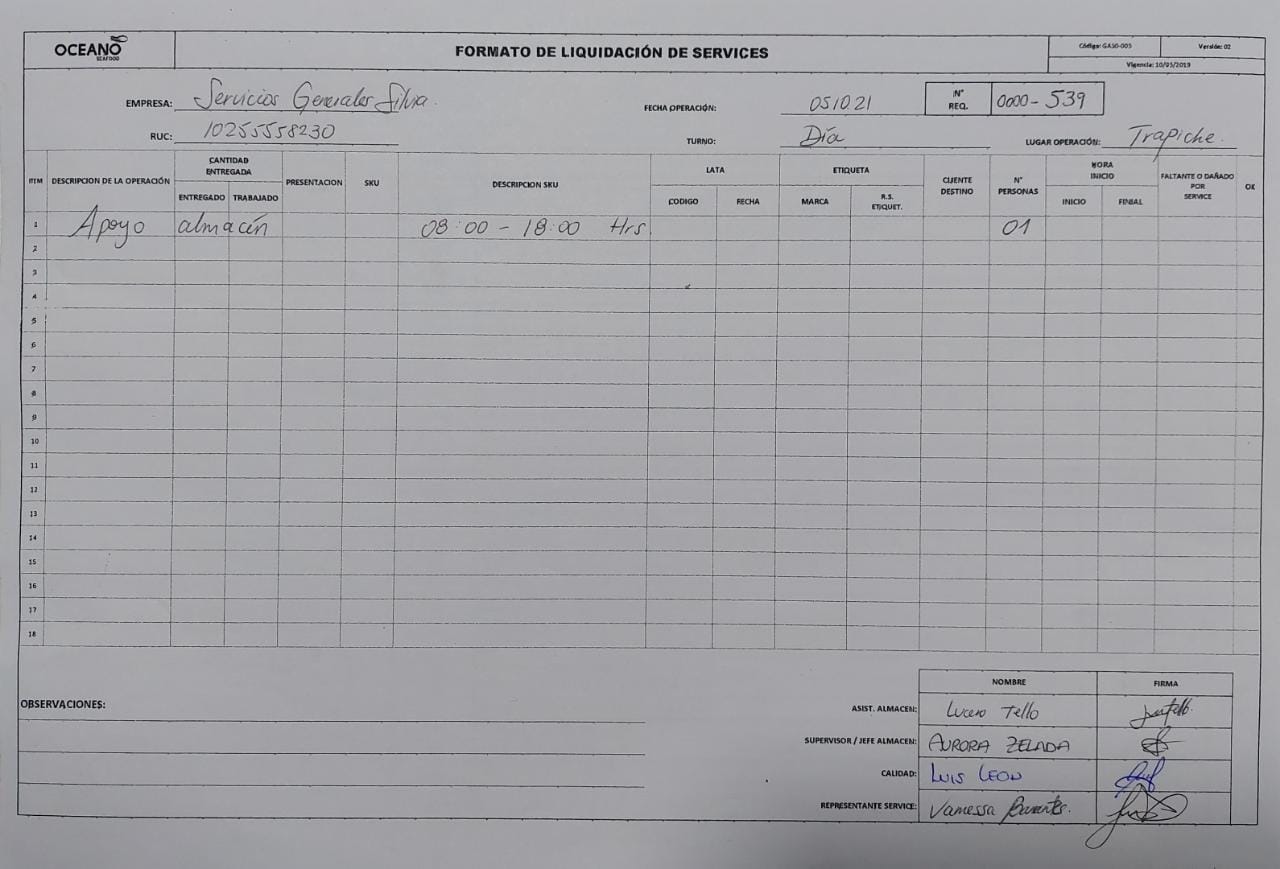 OCEANO
SEAFOOD
FORMATO DE LIQUIDACIÓN DE SERVICES
Código: GASO-005
Versión: 02
Vigencia: 10/05/2019
EMPRESA: Servicios Generales Silvia.
FECHA OPERACIÓN: 051021
N° REQ. 0000-539
RUC: 10255558230
TURNO: Día
LUGAR OPERACIÓN: Trapiche.
ITEM DESCRIPCION DE LA OPERACIÓN CANTIDAD ENTREGADA PRESENTACION SKU DESCRIPCION SKU LATA ETIQUETA CLIENTE DESTINO N° PERSONAS HORA INICIO FALTANTE O DAÑADO POR SERVICE OK
ENTREGADO TRABAJADO CODIGO FECHA MARCA R.S. ETIQUET. INICIO FINIAL
1 Apoyo almacén 08:00 - 18:00 Hrs. 01
2
3
4
5
6
7
8
9
10
11
12
13
14
15
16
17
18
NOMBRE FIRMA
OBSERVACIONES:
ASIST. ALMACEN: Lucero Tello
SUPERVISOR / JEFE ALMACEN: AURORA ZELADA
CALIDAD: LUIS LEON
REPRESENTANTE SERVICE: Vanessa